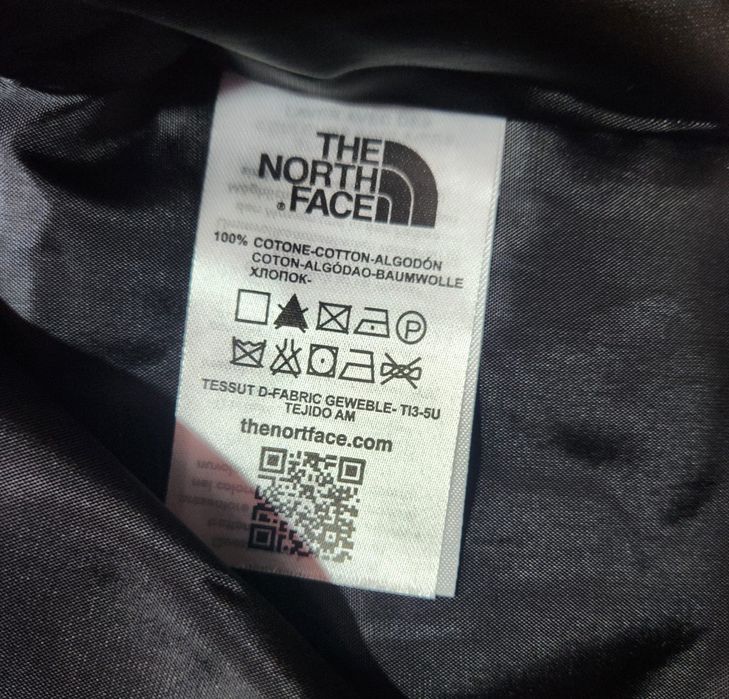 THE
NORTH
® FACE
100% COTONE-COTTON-ALGODÓN
COTON-ALGÓDAO-BAUMWOLLE
ХЛОПОК-
P
TESSUT D-FABRIC GEWEBLE- TI3-5U
TEJIDO AM
thenortface.com